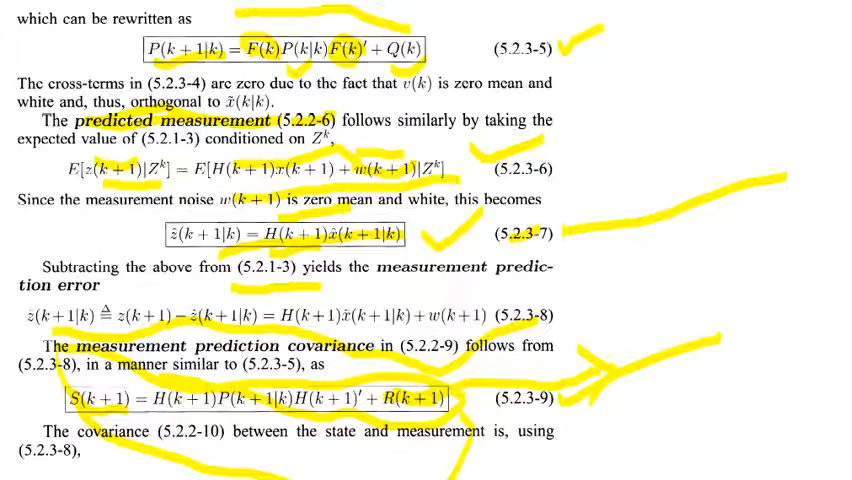 which can be rewritten as
P(k + 1|k) = F(k)P(k|k)F(k)′ + Q(k) (5.2.3-5)
The cross-terms in (5.2.3-4) are zero due to the fact that v(k) is zero mean and
white and, thus, orthogonal to x̃(k|k).
The predicted measurement (5.2.2-6) follows similarly by taking the
expected value of (5.2.1-3) conditioned on Zᵏ,
E[z(k + 1)|Zᵏ] = E[H(k + 1)x(k + 1) + w(k + 1)|Zᵏ] (5.2.3-6)
Since the measurement noise w(k + 1) is zero mean and white, this becomes
ẑ(k + 1|k) = H(k + 1)x̂(k + 1|k) (5.2.3-7)
Subtracting the above from (5.2.1-3) yields the measurement predic-
tion error
z̃(k + 1|k) ≜ z(k + 1) − ẑ(k + 1|k) = H(k + 1)x̃(k + 1|k) + w(k + 1) (5.2.3-8)
The measurement prediction covariance in (5.2.2-9) follows from
(5.2.3-8), in a manner similar to (5.2.3-5), as
S(k + 1) = H(k + 1)P(k + 1|k)H(k + 1)′ + R(k + 1) (5.2.3-9)
The covariance (5.2.2-10) between the state and measurement is, using
(5.2.3-8),